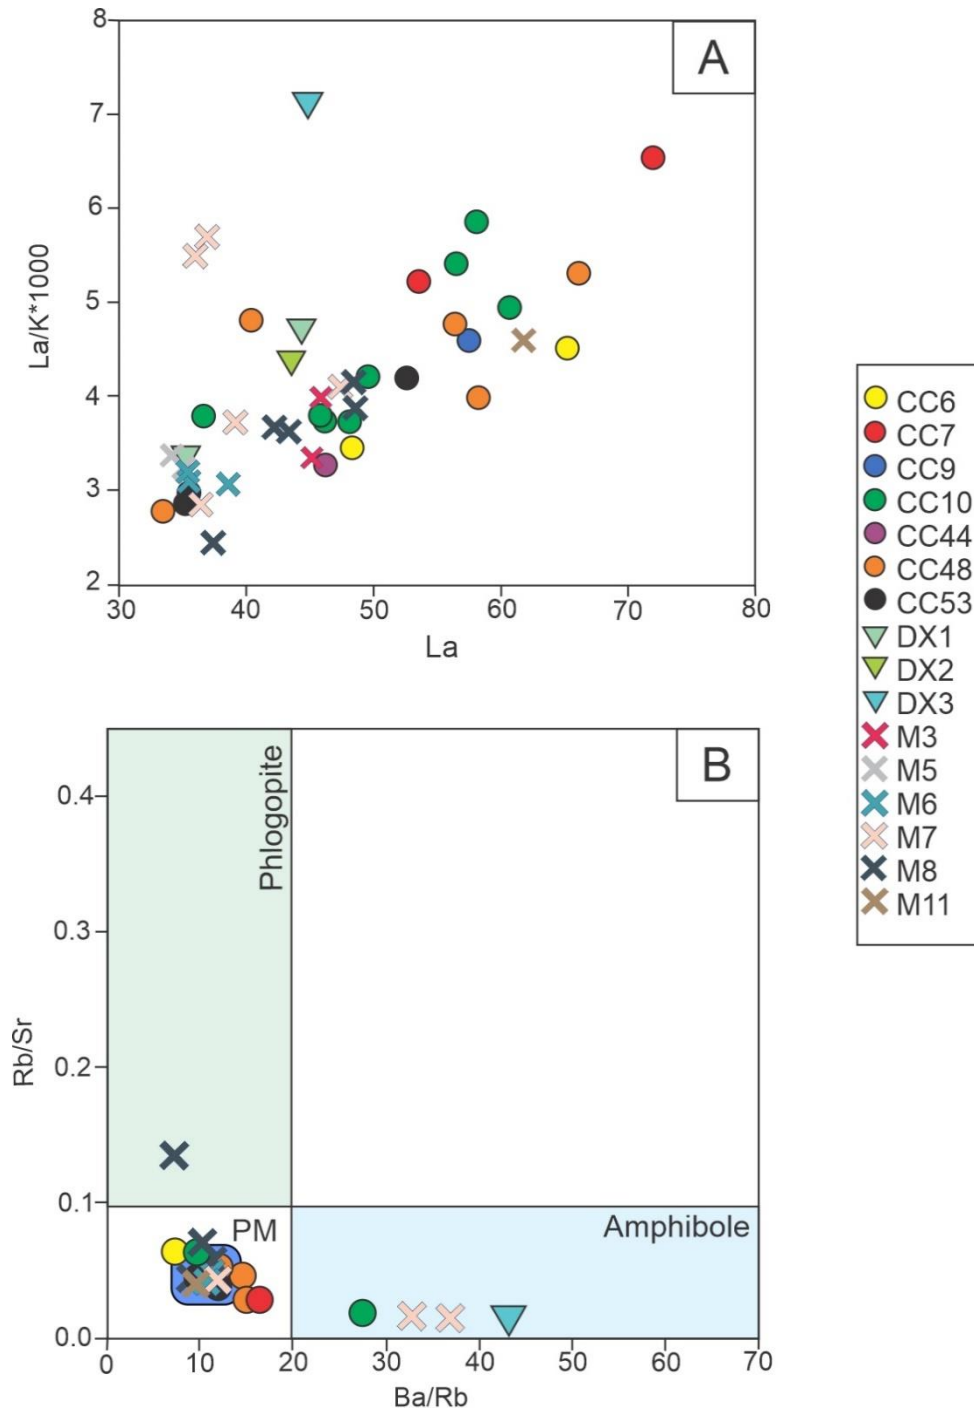 8
A
7
6
La/K*1000
5
4
3
2
30
40
50
60
70
80
La
CC6
CC7
CC9
CC10
CC44
CC48
CC53
DX1
DX2
DX3
M3
M5
M6
M7
M8
M11
B
Phlogopite
0.4
0.3
Rb/Sr
0.2
0.1
PM
Amphibole
0.0
0
10
20
30
40
50
60
70
Ba/Rb